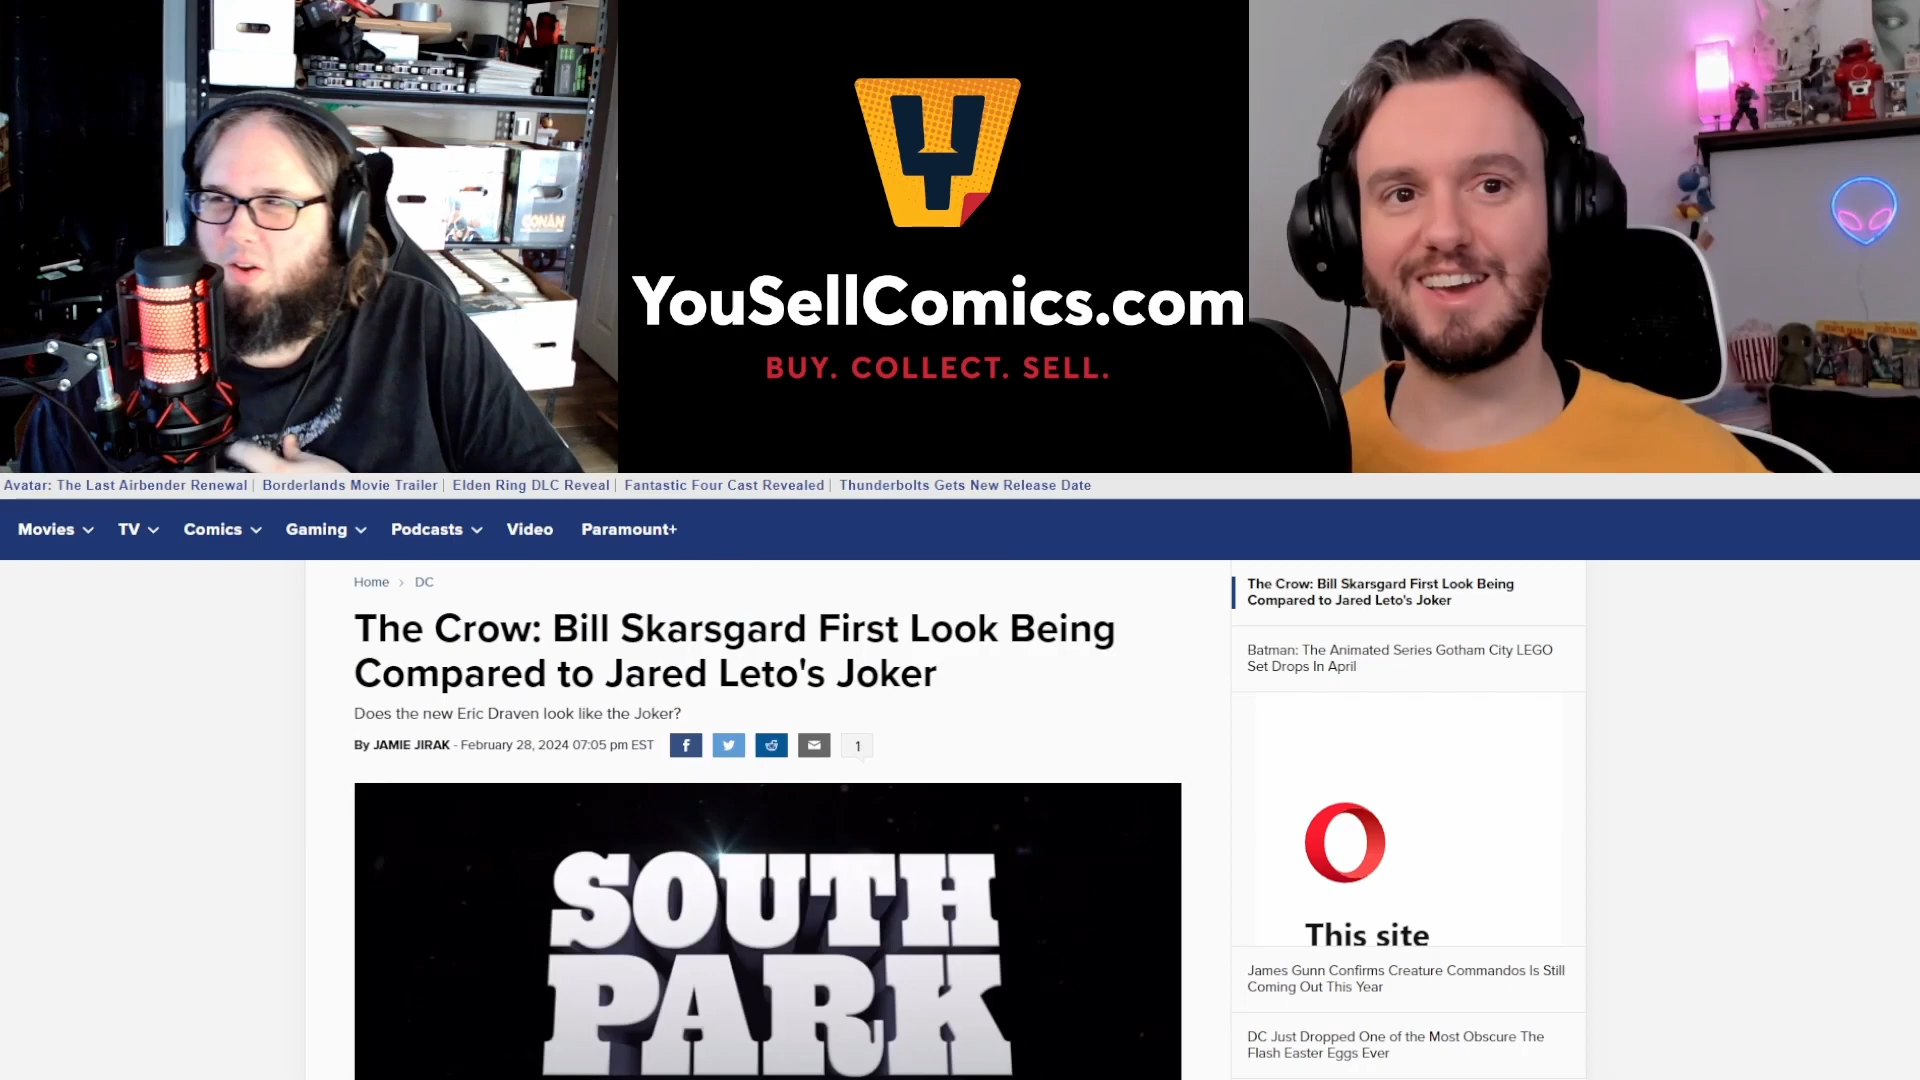 CONAN
YouSellComics.com
BUY. COLLECT. SELL.
Avatar: The Last Airbender Renewal | Borderlands Movie Trailer | Elden Ring DLC Reveal | Fantastic Four Cast Revealed | Thunderbolts Gets New Release Date
Movies TV Comics Gaming Podcasts Video Paramount+
Home > DC
The Crow: Bill Skarsgard First Look Being
Compared to Jared Leto's Joker
Does the new Eric Draven look like the Joker?
By JAMIE JIRAK - February 28, 2024 07:05 pm EST
1
SOUTH
PARK
The Crow: Bill Skarsgard First Look Being
Compared to Jared Leto's Joker
Batman: The Animated Series Gotham City LEGO
Set Drops In April
This site
James Gunn Confirms Creature Commandos Is Still
Coming Out This Year
DC Just Dropped One of the Most Obscure The
Flash Easter Eggs Ever